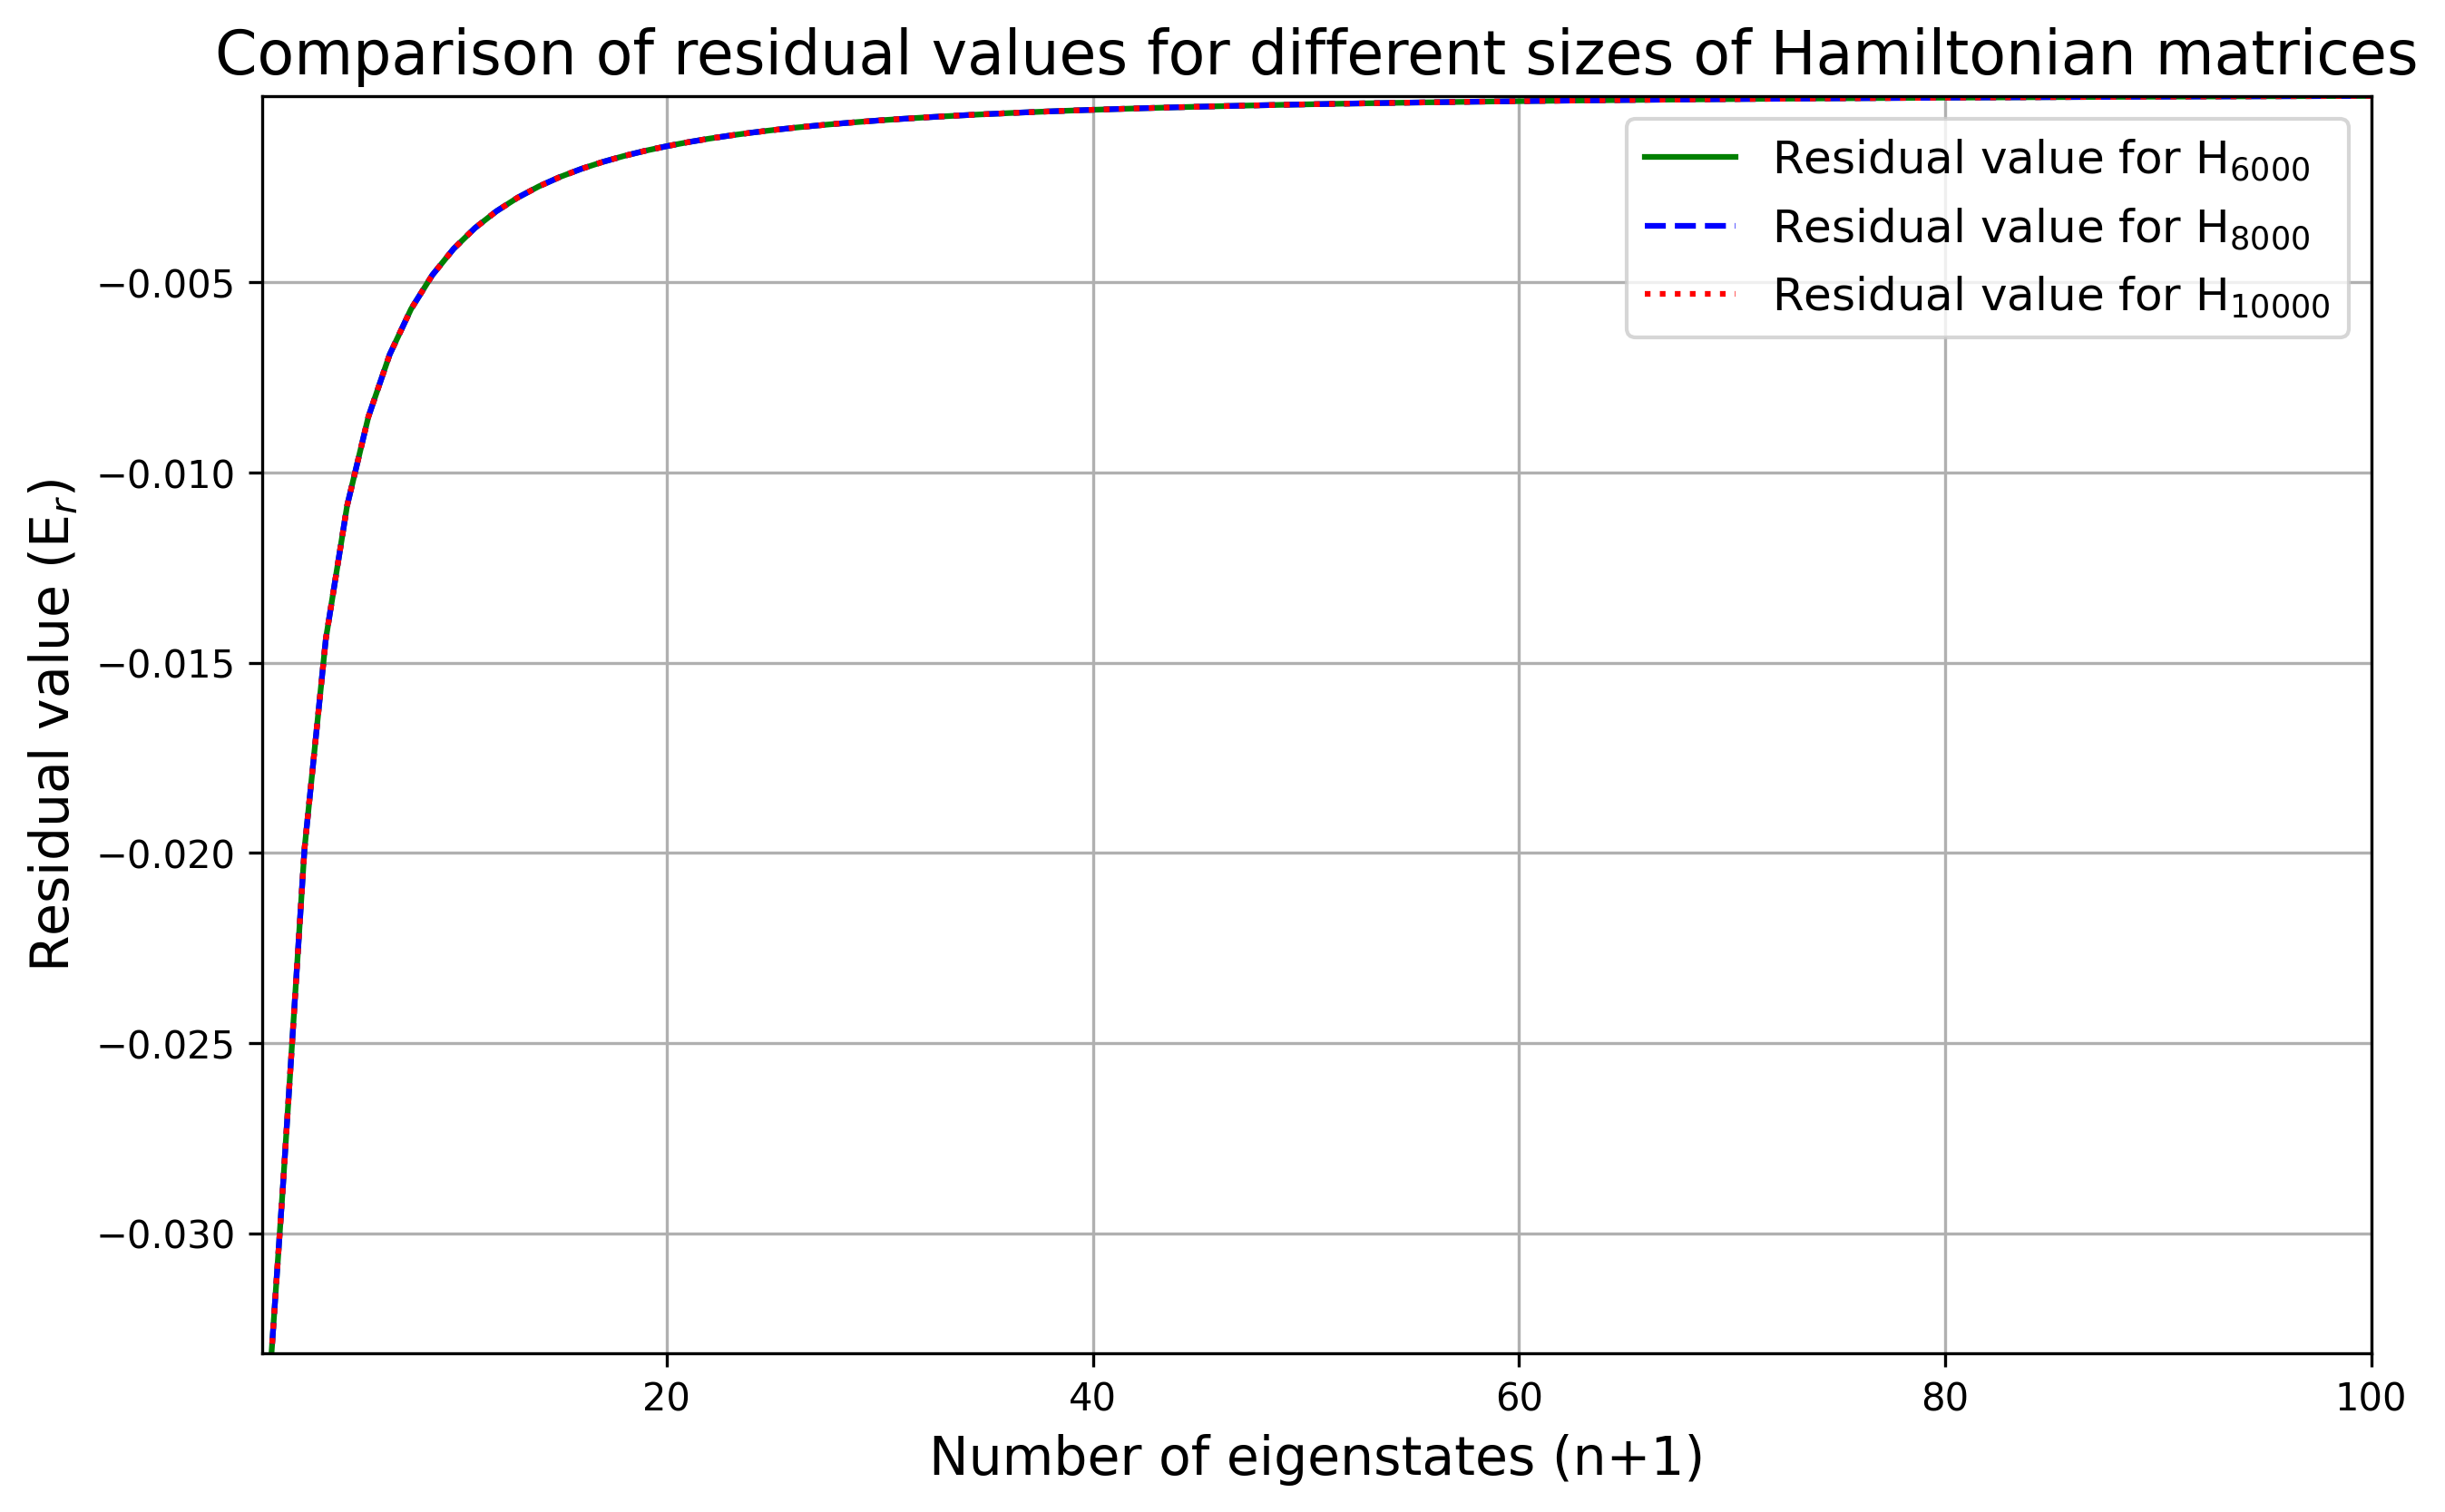 Comparison of residual values for different sizes of Hamiltonian matrices
Residual value for H₆₀₀₀
Residual value for H₈₀₀₀
Residual value for H₁₀₀₀₀
Residual value (Eᵣ)
−0.005
−0.010
−0.015
−0.020
−0.025
−0.030
20 40 60 80 100
Number of eigenstates (n+1)